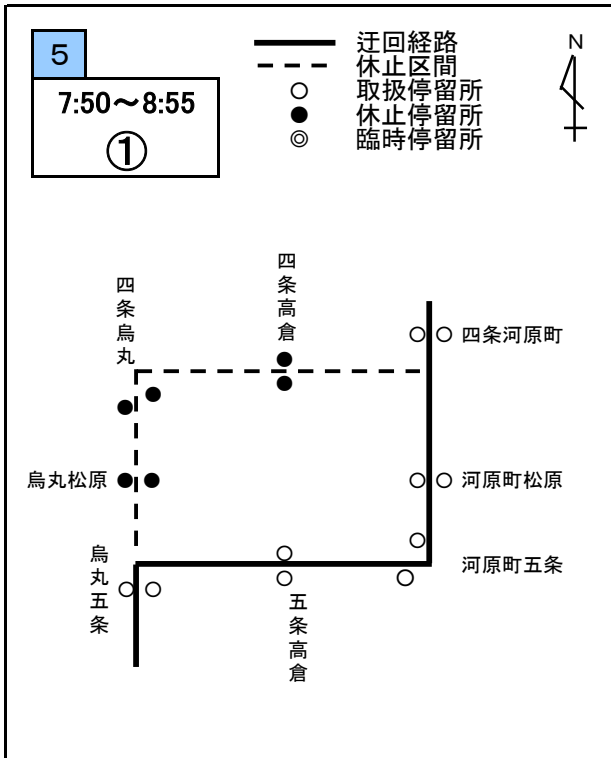 5
7:50～8:55
①
迂回経路
休止区間
取扱停留所
休止停留所
臨時停留所
N
四条烏丸
四条高倉
四条河原町
烏丸松原
河原町松原
烏丸五条
河原町五条
五条高倉